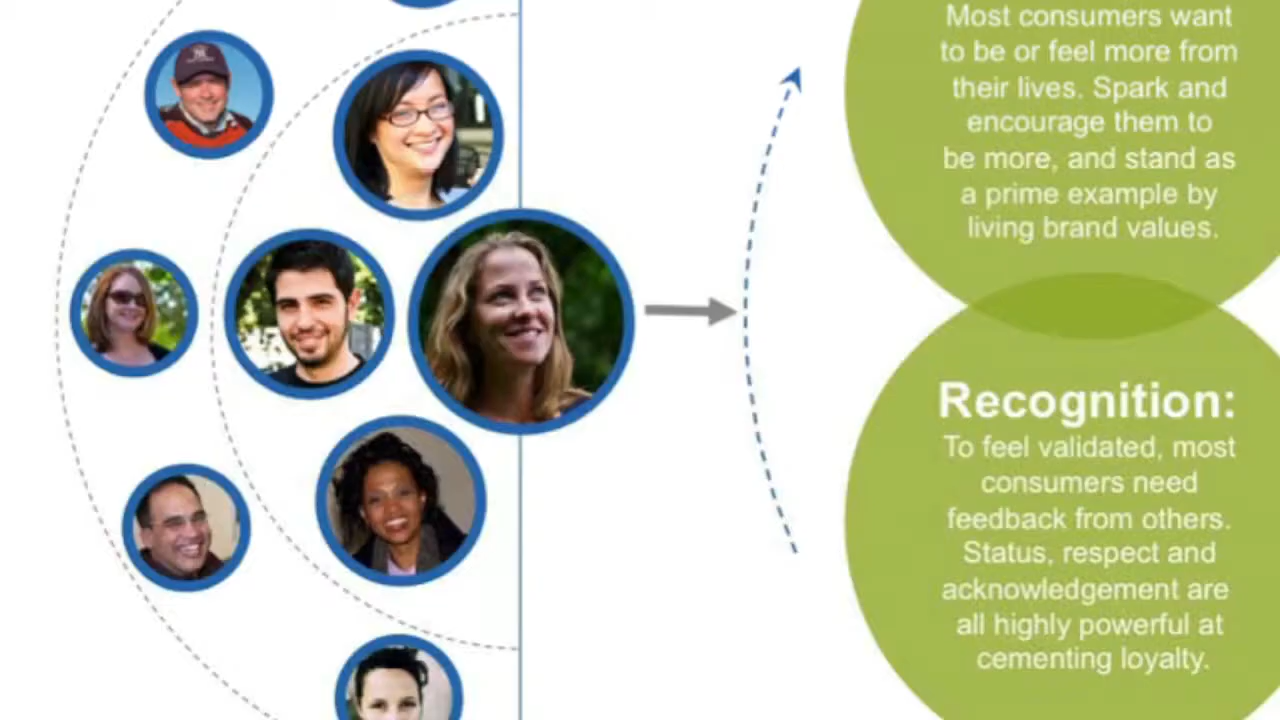 Most consumers want
to be or feel more from
their lives. Spark and
encourage them to
be more, and stand as
a prime example by
living brand values.
Recognition:
To feel validated, most
consumers need
feedback from others.
Status, respect and
acknowledgement are
all highly powerful at
cementing loyalty.